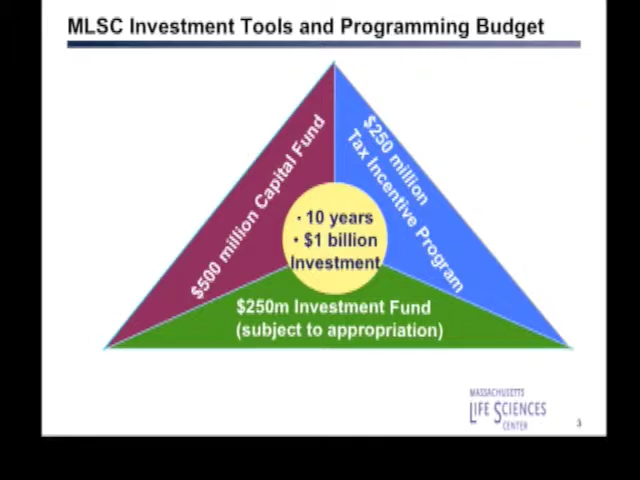 MLSC Investment Tools and Programming Budget
$500 million Capital Fund
$250 million
Tax Incentive Program
• 10 years
• $1 billion
Investment
$250m Investment Fund
(subject to appropriation)
MASSACHUSETTS
LIFE SCIENCES
CENTER
3